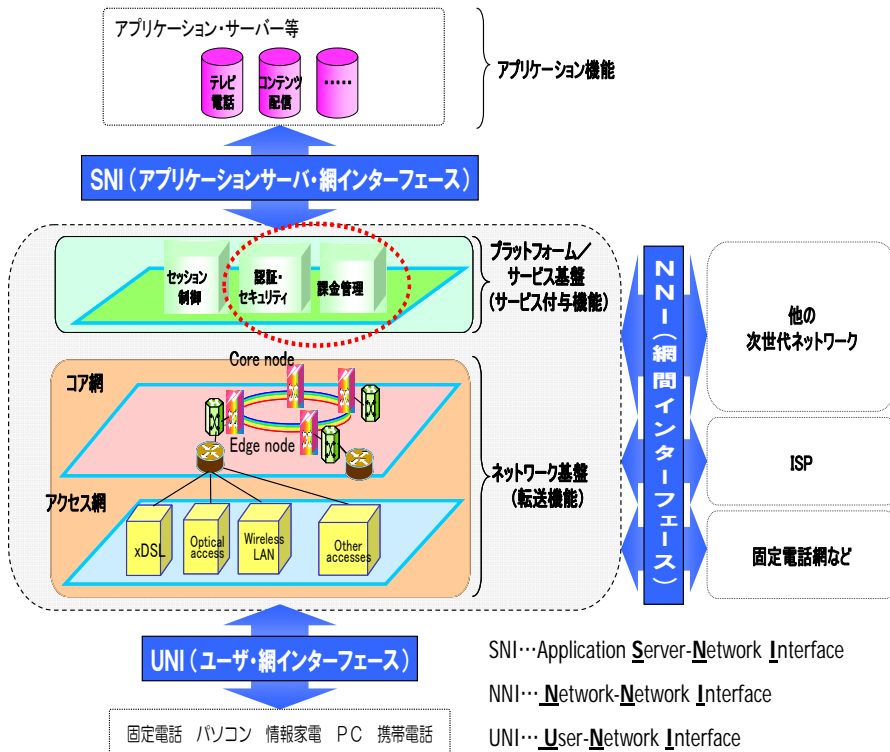 アプリケーション・サーバー等
テレビ
電話
コンテンツ
配信
・・・・・
アプリケーション機能
SNI（アプリケーションサーバ・網インターフェース）
セッション
制御
認証・
セキュリティ
課金管理
プラットフォーム／
サービス基盤
（サービス付与機能）
コア網
Core node
Edge node
アクセス網
xDSL
Optical
access
Wireless
LAN
Other
accesses
ネットワーク基盤
（転送機能）
NNI（網間インターフェース）
他の
次世代ネットワーク
ISP
固定電話網など
UNI（ユーザ・網インターフェース）
固定電話　パソコン　情報家電　ＰＣ　携帯電話
SNI…Application Server-Network Interface
NNI… Network-Network Interface
UNI… User-Network Interface